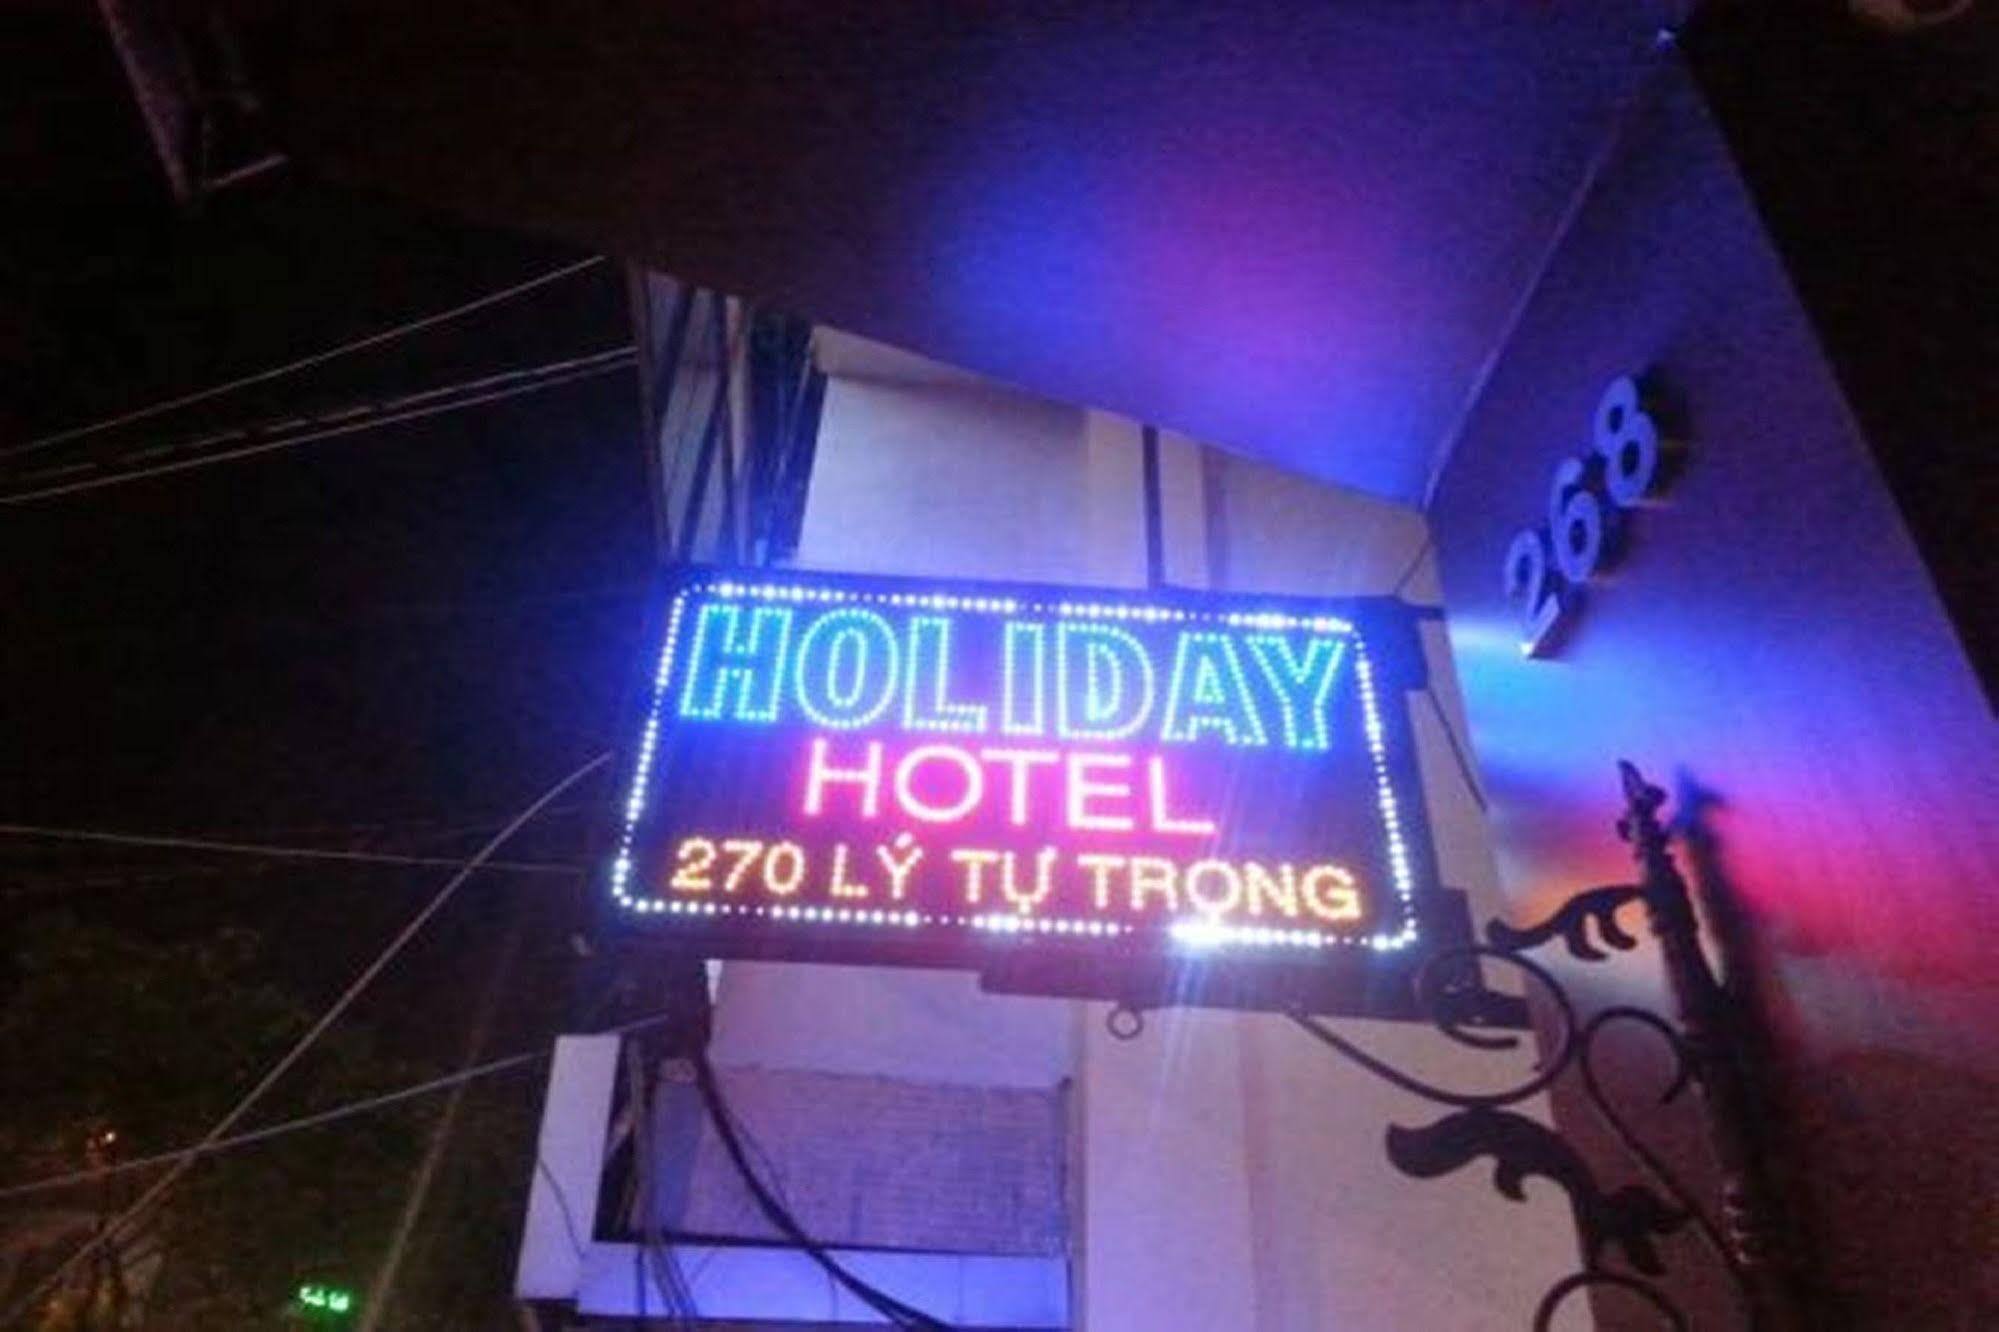 HOLIDAY
HOTEL
270 LÝ TỰ TRỌNG
268